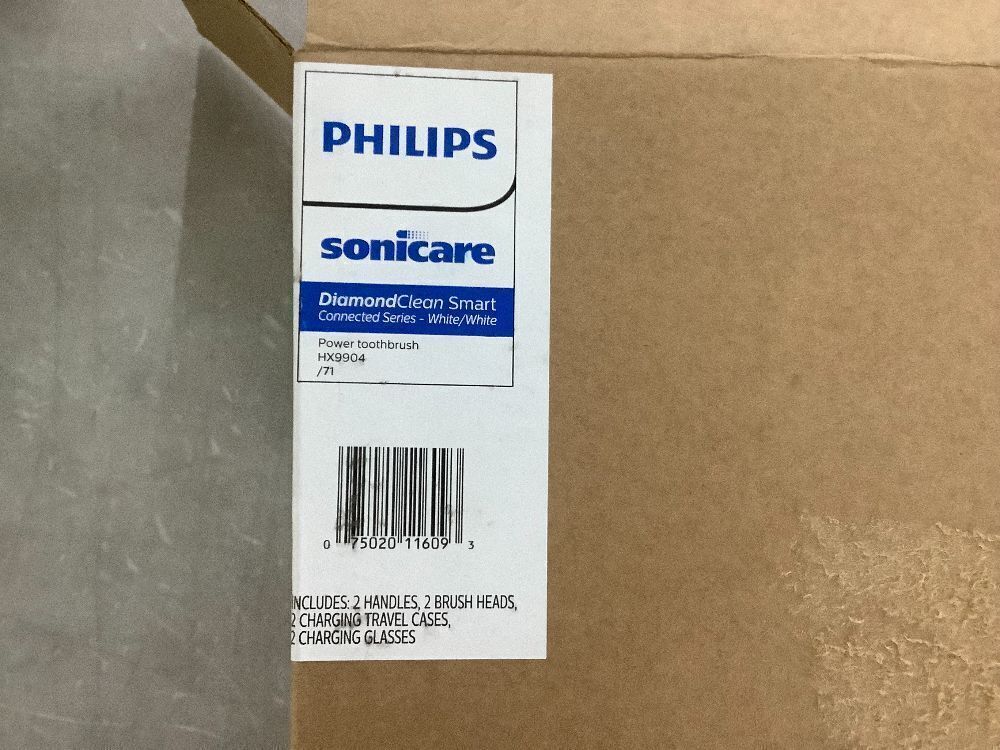 PHILIPS
sonicare
DiamondClean Smart
Connected Series - White/White
Power toothbrush
HX9904
/71
0 75020 11609 3
INCLUDES: 2 HANDLES, 2 BRUSH HEADS,
2 CHARGING TRAVEL CASES,
2 CHARGING GLASSES